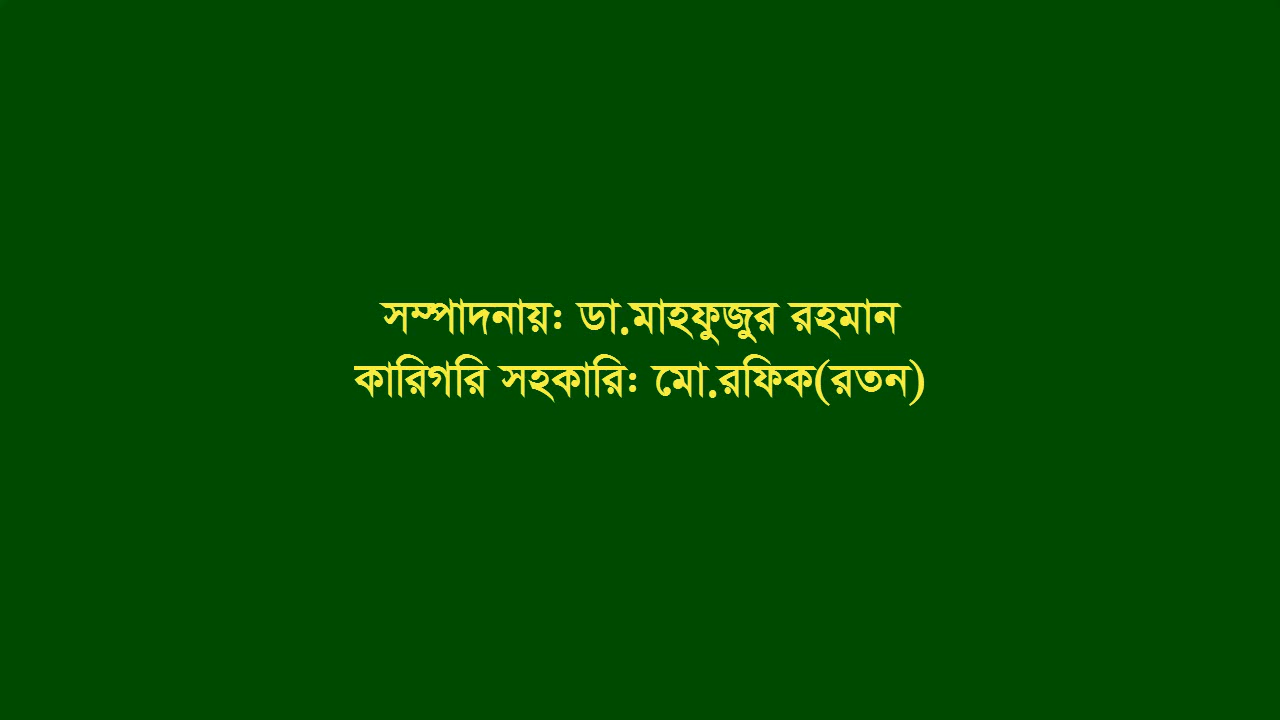 সম্পাদনায়: ডা.মাহফুজুর রহমান
কারিগরি সহকারি: মো.রফিক(রতন)